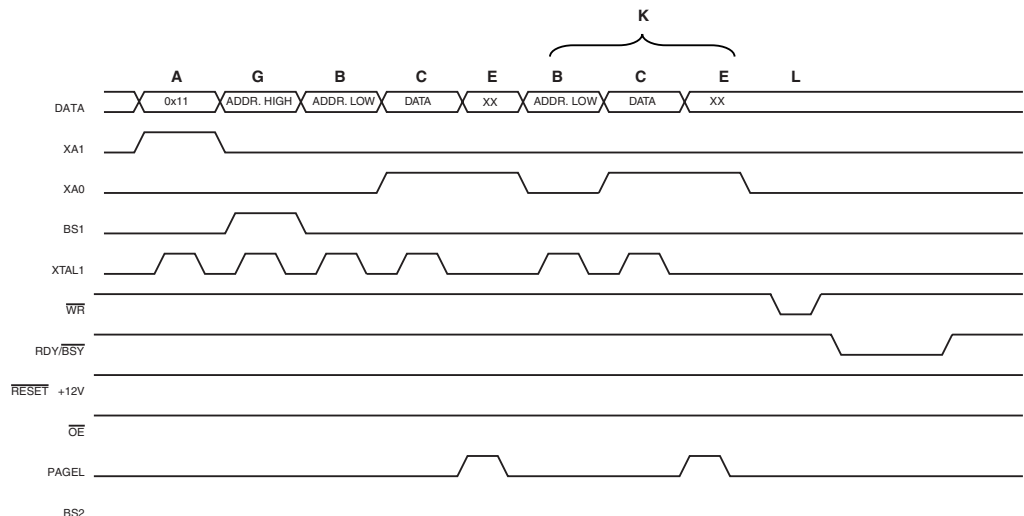 K
A G B C E B C E L
DATA 0x11 ADDR. HIGH ADDR. LOW DATA XX ADDR. LOW DATA XX
XA1
XA0
BS1
XTAL1
WR
RDY/BSY
RESET +12V
OE
PAGEL
BS2